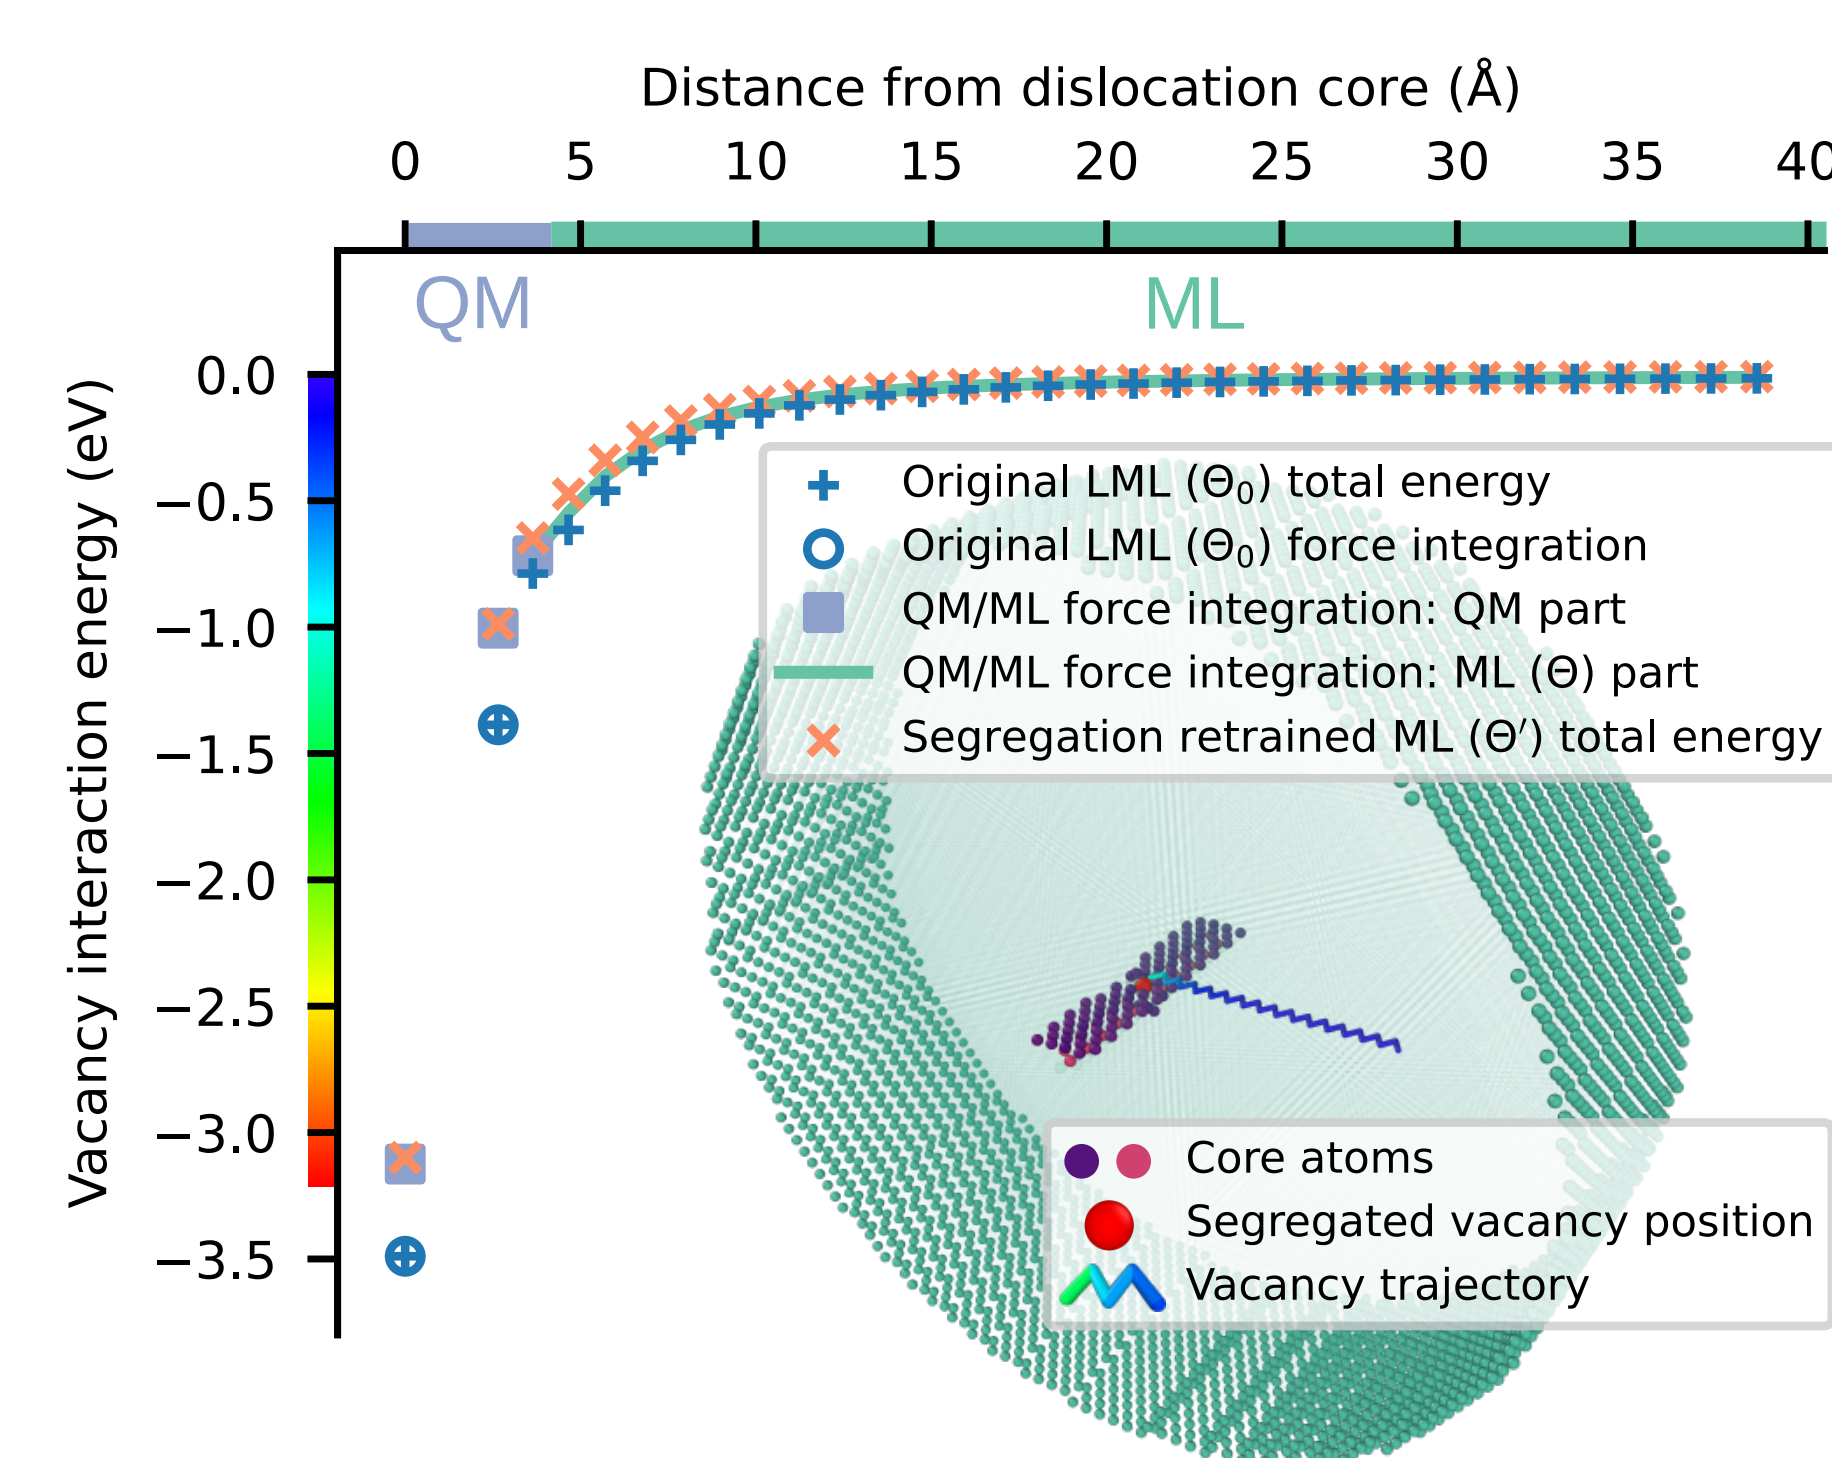 Distance from dislocation core (Å)
0 5 10 15 20 25 30 35 40
QM ML
Vacancy interaction energy (eV)
0.0
−0.5
−1.0
−1.5
−2.0
−2.5
−3.0
−3.5
Original LML (Θ₀) total energy
Original LML (Θ₀) force integration
QM/ML force integration: QM part
QM/ML force integration: ML (Θ) part
Segregation retrained ML (Θ′) total energy
Core atoms
Segregated vacancy position
Vacancy trajectory